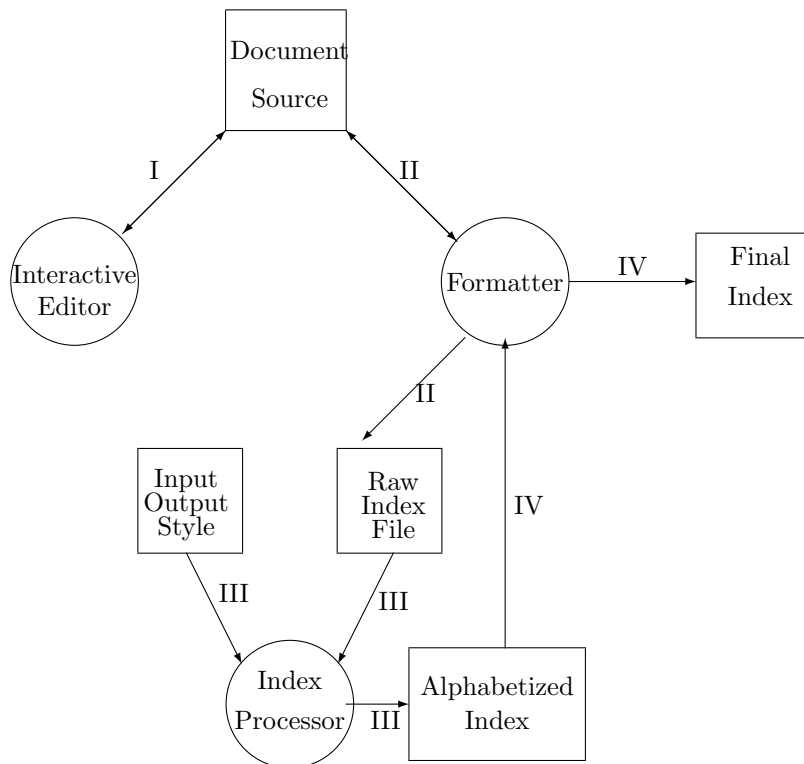 Document
Source
I
II
Interactive
Editor
Formatter
IV
Final
Index
II
Input
Output
Style
Raw
Index
File
IV
III
III
Index
Processor
III
Alphabetized
Index